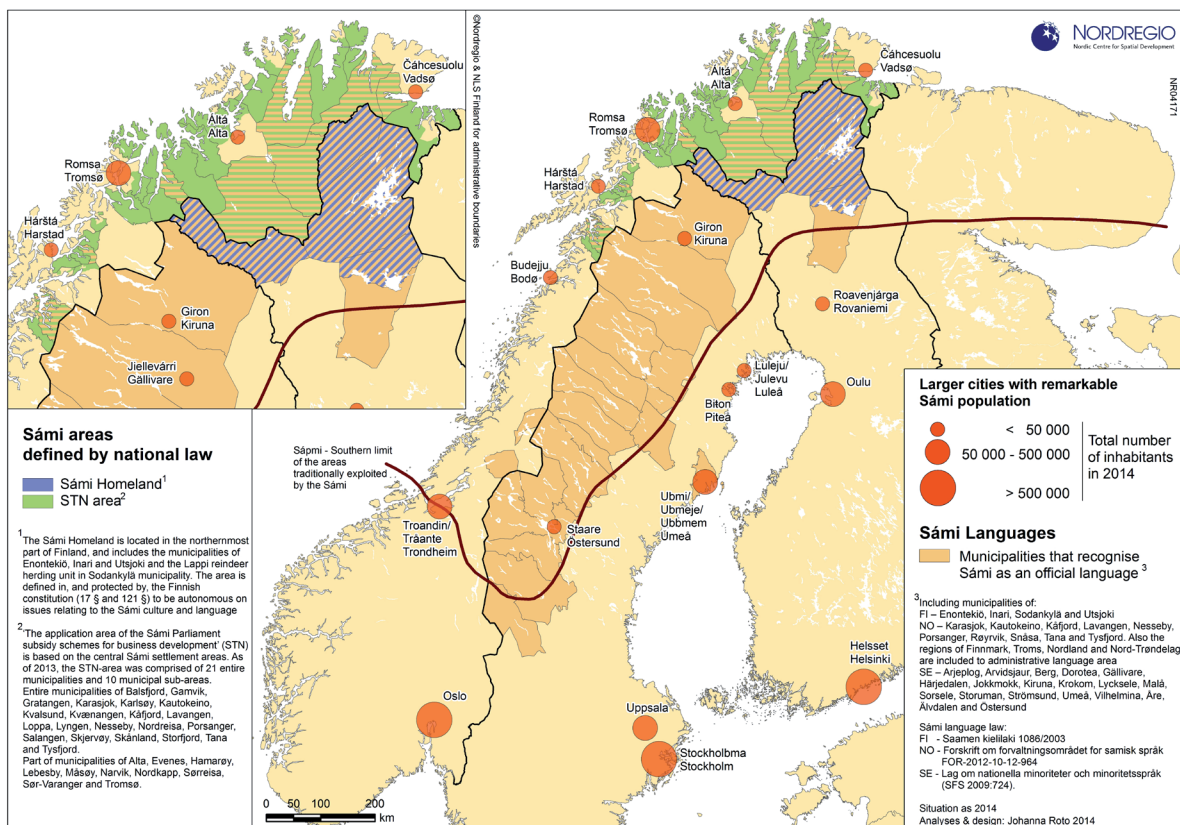 Čáhcesuolu
Vadsø
Áltá
Alta
Romsa
Tromsø
Hárštá
Harstad
Giron
Kiruna
Jiellevárri
Gällivare
©Nordregio & NLS Finland for administrative boundaries
NORDREGIO
Nordic Centre for Spatial Development
NR04171
Čáhcesuolu
Vadsø
Áltá
Alta
Romsa
Tromsø
Hárštá
Harstad
Giron
Kiruna
Budejju
Bodø
Roavenjárga
Rovaniemi
Luleju/
Julevu
Luleå
Oulu
Bitön
Piteå
Sápmi - Southern limit
of the areas
traditionally exploited
by the Sámi
Ubmi/
Ubmeje/
Ubbmem
Umeå
Troandin/
Tråante
Trondheim
Staare
Östersund
Helsset
Helsinki
Oslo
Uppsala
Stockholbma
Stockholm
0 50 100 200
km
Sámi areas
defined by national law
Sámi Homeland1
STN area2
1The Sámi Homeland is located in the northernmost
part of Finland, and includes the municipalities of
Enontekiö, Inari and Utsjoki and the Lappi reindeer
herding unit in Sodankylä municipality. The area is
defined in, and protected by, the Finnish
constitution (17 § and 121 §) to be autonomous on
issues relating to the Sámi culture and language
2'The application area of the Sámi Parliament
subsidy schemes for business development' (STN)
is based on the central Sámi settlement areas. As
of 2013, the STN-area was comprised of 21 entire
municipalities and 10 municipal sub-areas.
Entire municipalities of Balsfjord, Gamvik,
Gratangen, Karasjok, Karlsøy, Kautokeino,
Kvalsund, Kvænangen, Kåfjord, Lavangen,
Loppa, Lyngen, Nesseby, Nordreisa, Porsanger,
Salangen, Skjervøy, Skånland, Storfjord, Tana
and Tysfjord.
Part of municipalities of Alta, Evenes, Hamarøy,
Lebesby, Måsøy, Narvik, Nordkapp, Sørreisa,
Sør-Varanger and Tromsø.
Larger cities with remarkable
Sámi population
< 50 000
50 000 - 500 000
> 500 000
Total number
of inhabitants
in 2014
Sámi Languages
Municipalities that recognise
Sámi as an official language 3
3Including municipalities of:
FI – Enontekiö, Inari, Sodankylä and Utsjoki
NO – Karasjok, Kautokeino, Kåfjord, Lavangen, Nesseby,
Porsanger, Røyrvik, Snåsa, Tana and Tysfjord. Also the
regions of Finnmark, Troms, Nordland and Nord-Trøndelag
are included to administrative language area
SE – Arjeplog, Arvidsjaur, Berg, Dorotea, Gällivare,
Härjedalen, Jokkmokk, Kiruna, Krokom, Lycksele, Malå,
Sorsele, Storuman, Strömsund, Umeå, Vilhelmina, Åre,
Älvdalen and Östersund
Sámi language law:
FI - Saamen kielilaki 1086/2003
NO - Forskrift om forvaltningsområdet for samisk språk
FOR-2012-10-12-964
SE - Lag om nationella minoriteter och minoritetsspråk
(SFS 2009:724).
Situation as 2014
Analyses & design: Johanna Roto 2014